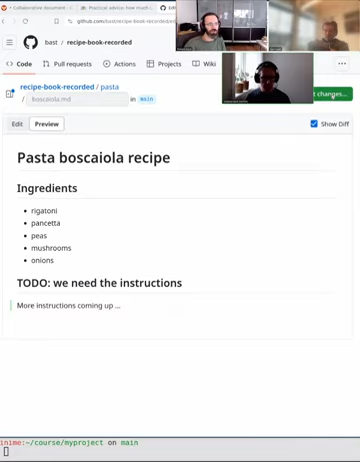 Collaborative document
Practical advice: how much
github.com/bast/recipe-book-recorded
bast / recipe-book-recorded
Code
Pull requests
Actions
Projects
Wiki
recipe-book-recorded / pasta
t changes...
/ boscaiola.md in main
Edit
Preview
Show Diff
Pasta boscaiola recipe
Ingredients
rigatoni
pancetta
peas
mushrooms
onions
TODO: we need the instructions
More instructions coming up ...
inime:~/course/myproject on main